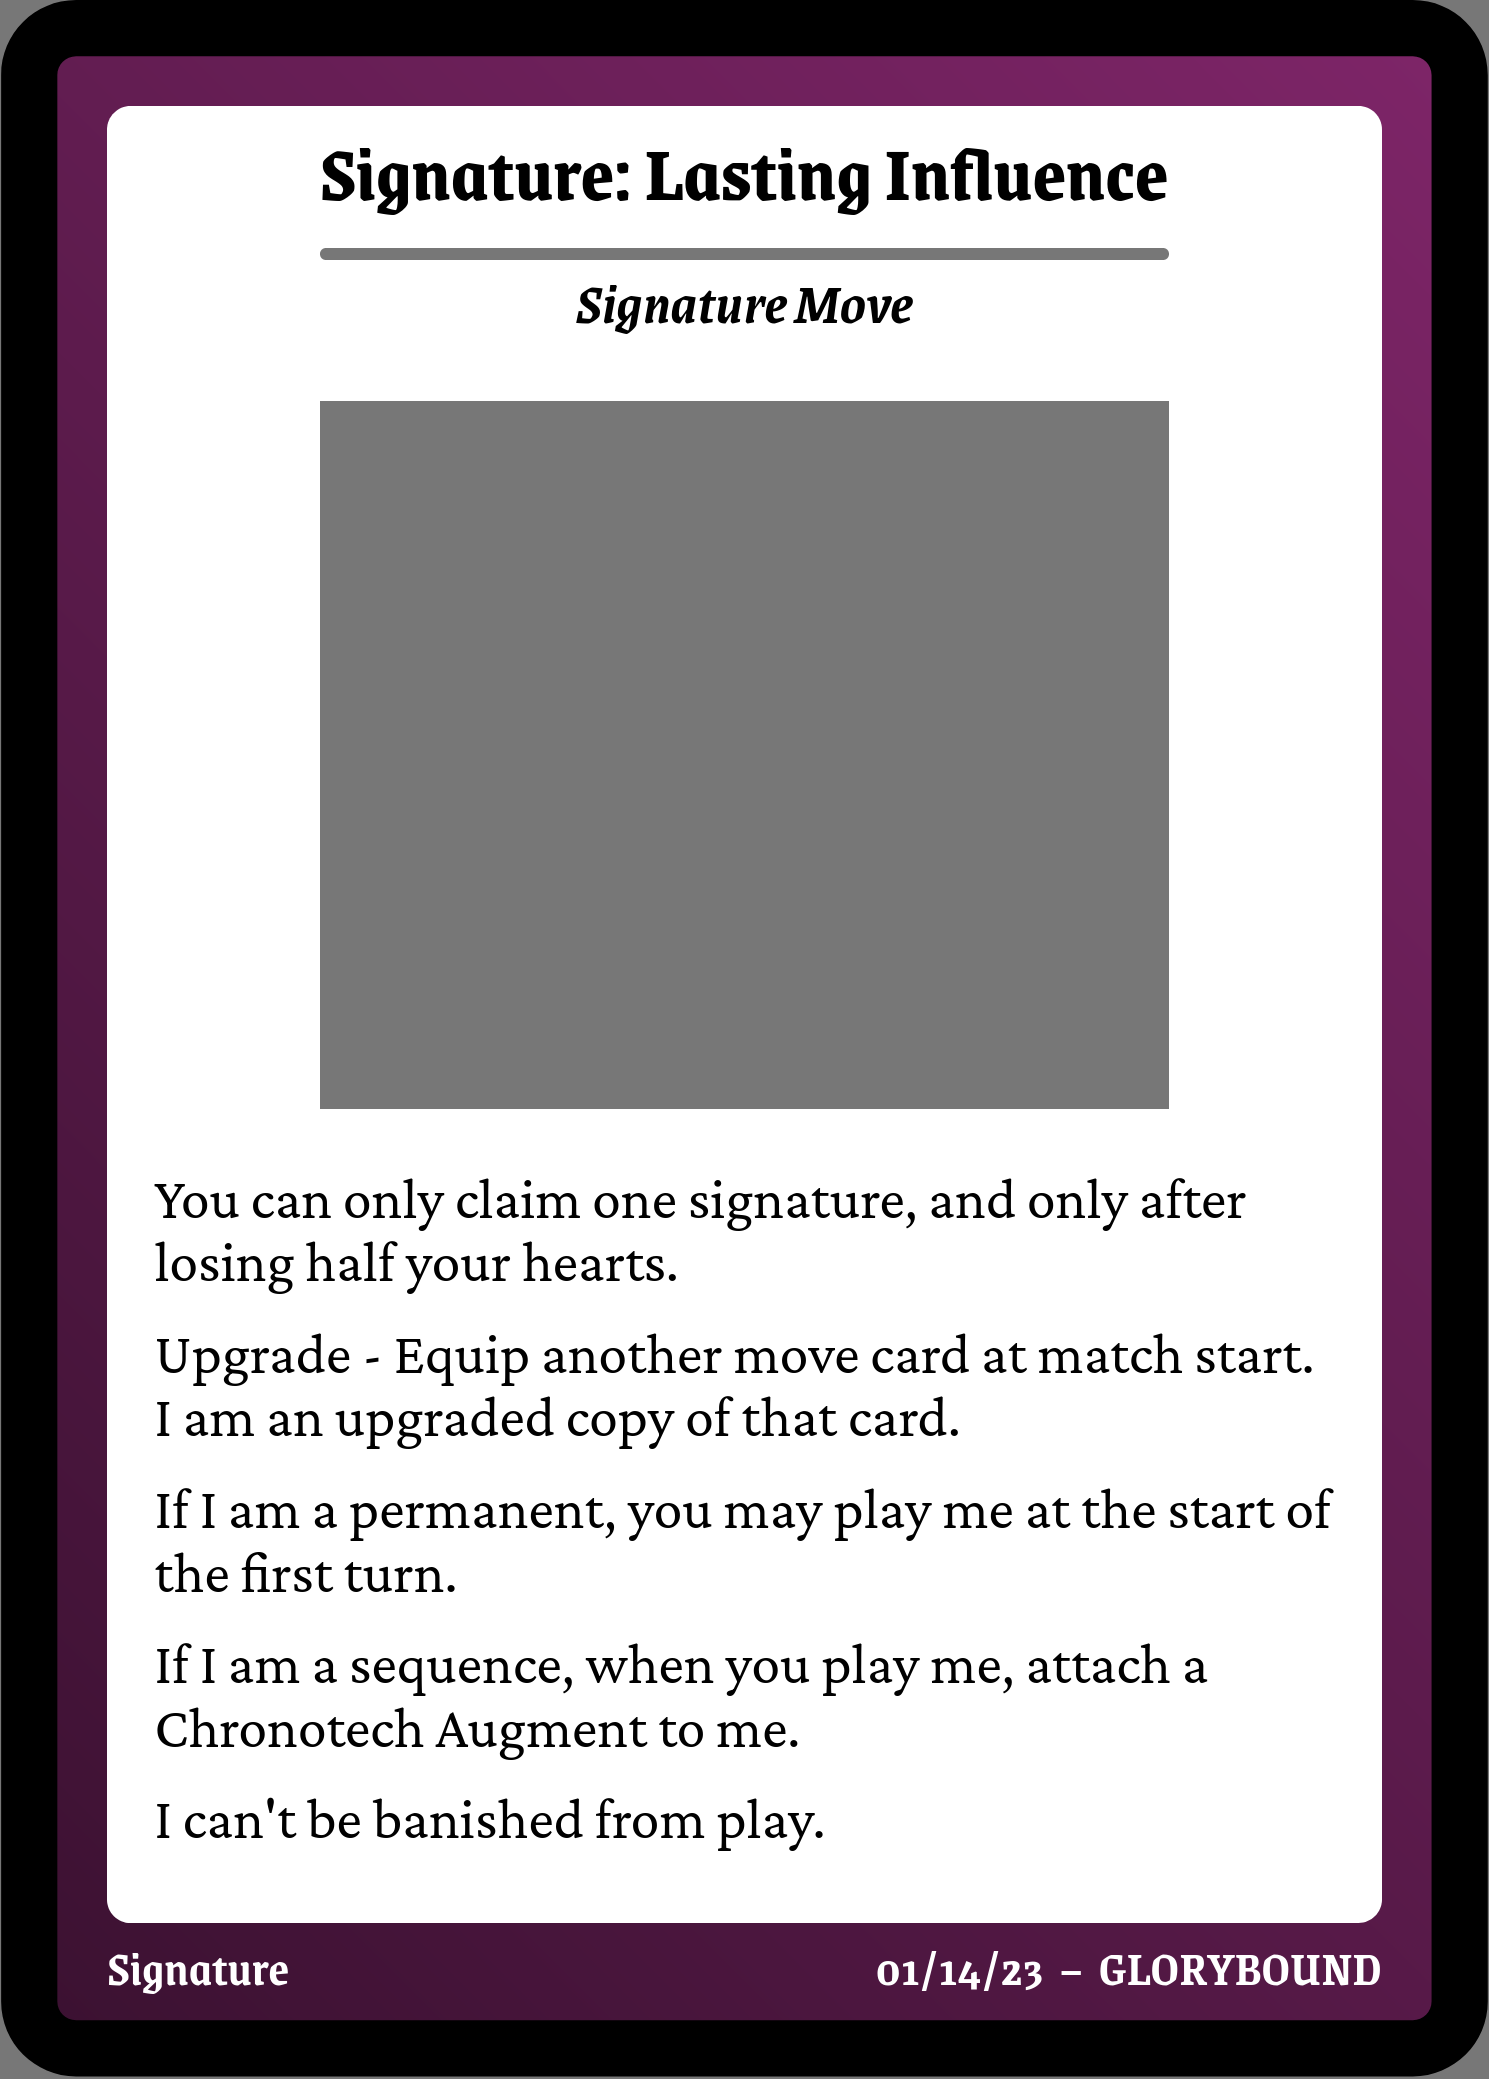 Signature: Lasting Influence
Signature Move
You can only claim one signature, and only after
losing half your hearts.
Upgrade - Equip another move card at match start.
I am an upgraded copy of that card.
If I am a permanent, you may play me at the start of
the first turn.
If I am a sequence, when you play me, attach a
Chronotech Augment to me.
I can't be banished from play.
Signature
01/14/23 – GLORYBOUND